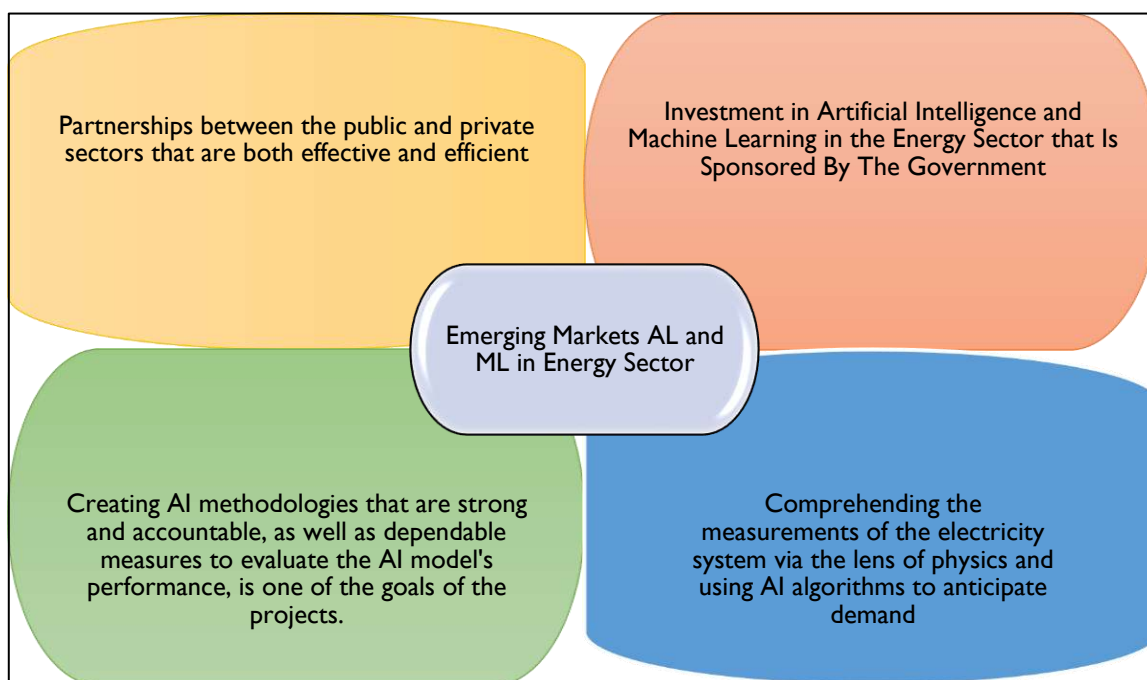 Partnerships between the public and private
sectors that are both effective and efficient
Investment in Artificial Intelligence and
Machine Learning in the Energy Sector that Is
Sponsored By The Government
Emerging Markets AL and
ML in Energy Sector
Creating AI methodologies that are strong
and accountable, as well as dependable
measures to evaluate the AI model's
performance, is one of the goals of the
projects.
Comprehending the
measurements of the electricity
system via the lens of physics and
using AI algorithms to anticipate
demand